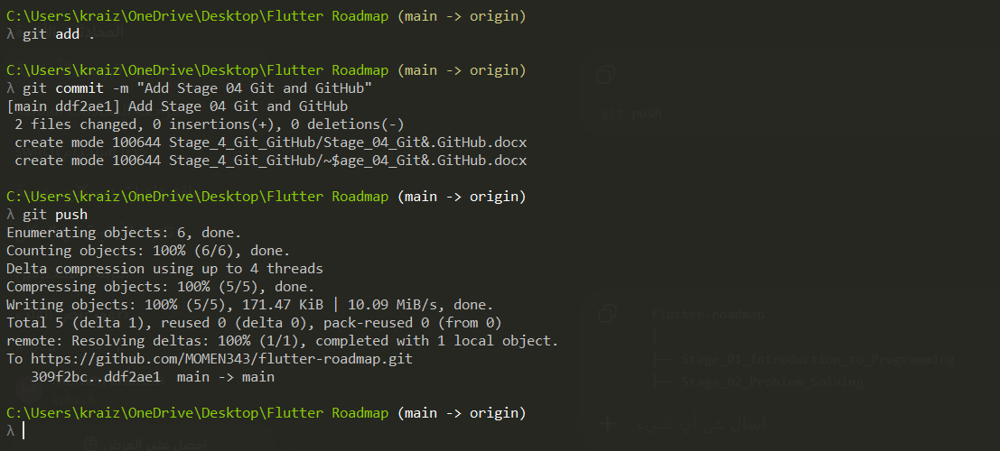 C:\Users\kraiz\OneDrive\Desktop\Flutter Roadmap (main -> origin)
λ git add .
C:\Users\kraiz\OneDrive\Desktop\Flutter Roadmap (main -> origin)
λ git commit -m "Add Stage 04 Git and GitHub"
[main ddf2ae1] Add Stage 04 Git and GitHub
2 files changed, 0 insertions(+), 0 deletions(-)
create mode 100644 Stage_4_Git_GitHub/Stage_04_Git&.GitHub.docx
create mode 100644 Stage_4_Git_GitHub/~$age_04_Git&.GitHub.docx
C:\Users\kraiz\OneDrive\Desktop\Flutter Roadmap (main -> origin)
λ git push
Enumerating objects: 6, done.
Counting objects: 100% (6/6), done.
Delta compression using up to 4 threads
Compressing objects: 100% (5/5), done.
Writing objects: 100% (5/5), 171.47 KiB | 10.09 MiB/s, done.
Total 5 (delta 1), reused 0 (delta 0), pack-reused 0 (from 0)
remote: Resolving deltas: 100% (1/1), completed with 1 local object.
To https://github.com/MOMEN343/flutter-roadmap.git
309f2bc..ddf2ae1  main -> main
C:\Users\kraiz\OneDrive\Desktop\Flutter Roadmap (main -> origin)
λ
git push
flutter-roadmap
|── Stage_01_Introduction_to_Programming
|── Stage_02_Problem_Solving